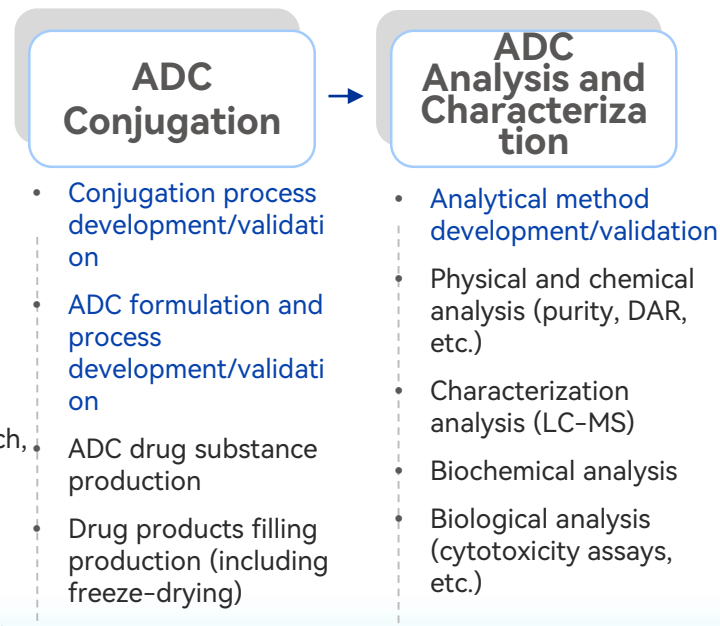 ADC
Conjugation
• Conjugation process
development/validati
on
• ADC formulation and
process
development/validati
on
ch,
• ADC drug substance
production
• Drug products filling
production (including
freeze-drying)
ADC
Analysis and
Characteriza
tion
• Analytical method
development/validation
• Physical and chemical
analysis (purity, DAR,
etc.)
• Characterization
analysis (LC-MS)
• Biochemical analysis
• Biological analysis
(cytotoxicity assays,
etc.)